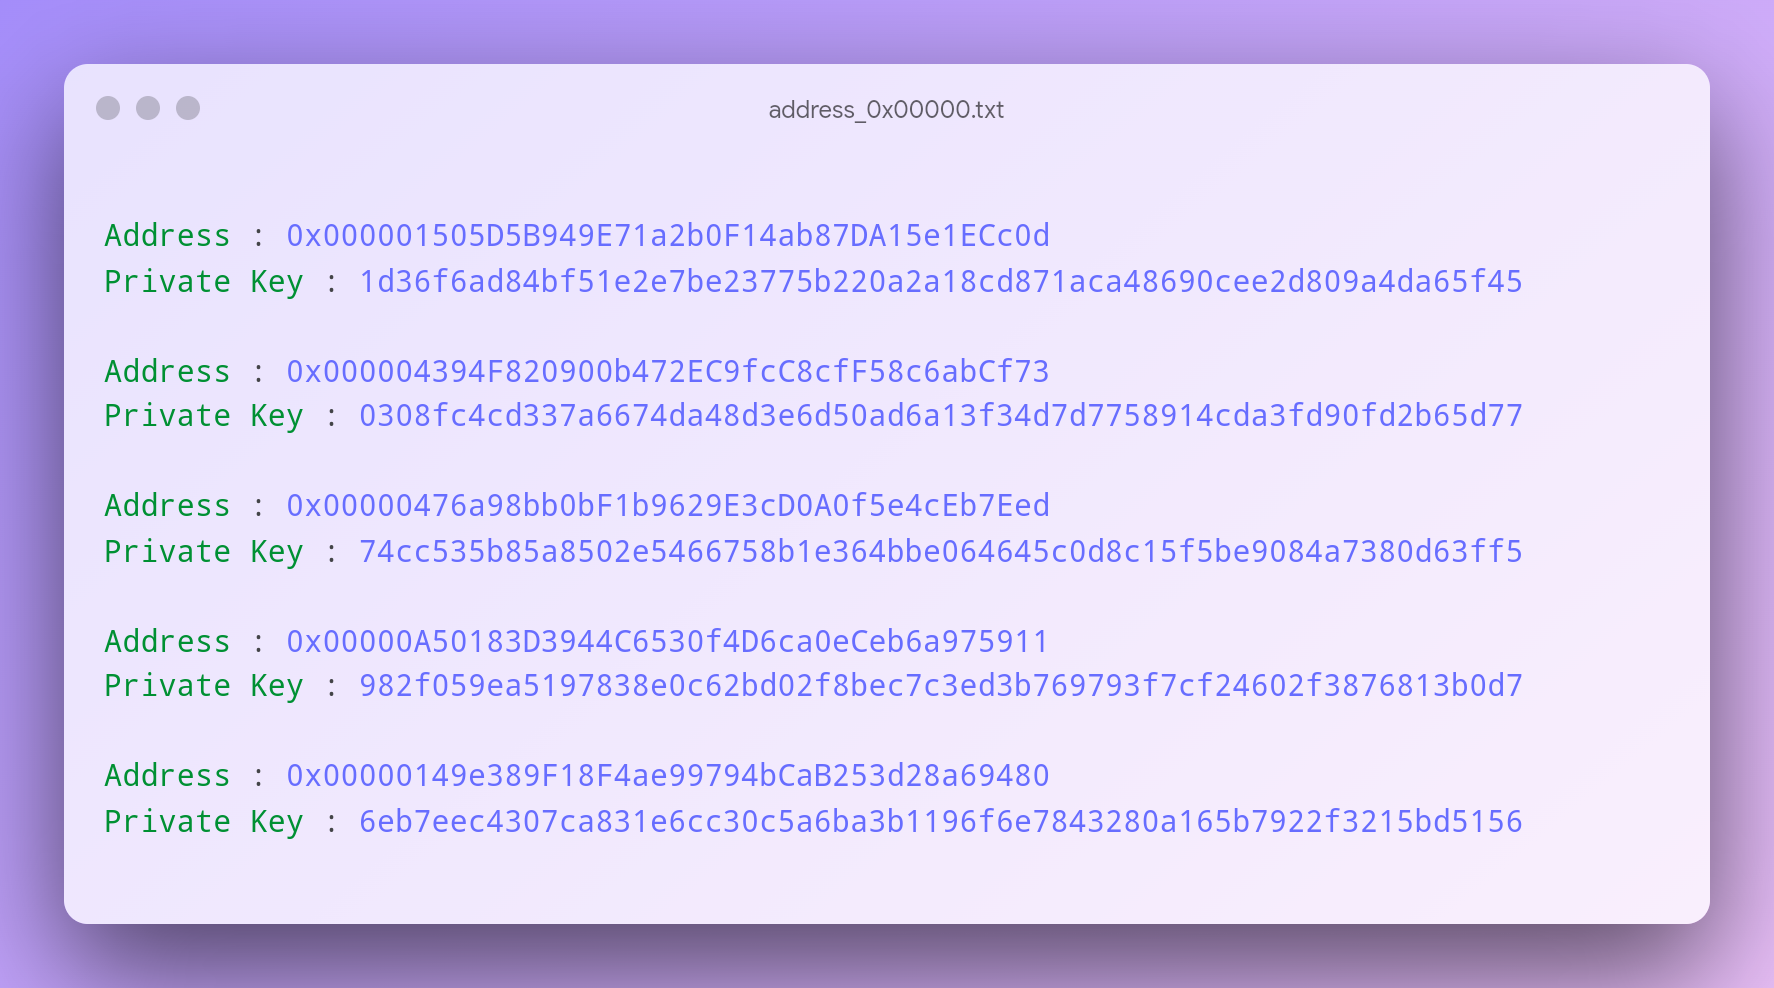 address_0x00000.txt
Address : 0x000001505D5B949E71a2b0F14ab87DA15e1ECc0d
Private Key : 1d36f6ad84bf51e2e7be23775b220a2a18cd871aca48690cee2d809a4da65f45
Address : 0x000004394F820900b472EC9fcC8cfF58c6abCf73
Private Key : 0308fc4cd337a6674da48d3e6d50ad6a13f34d7d7758914cda3fd90fd2b65d77
Address : 0x00000476a98bb0bF1b9629E3cD0A0f5e4cEb7Eed
Private Key : 74cc535b85a8502e5466758b1e364bbe064645c0d8c15f5be9084a7380d63ff5
Address : 0x00000A50183D3944C6530f4D6ca0eCeb6a975911
Private Key : 982f059ea5197838e0c62bd02f8bec7c3ed3b769793f7cf24602f3876813b0d7
Address : 0x00000149e389F18F4ae99794bCaB253d28a69480
Private Key : 6eb7eec4307ca831e6cc30c5a6ba3b1196f6e7843280a165b7922f3215bd5156